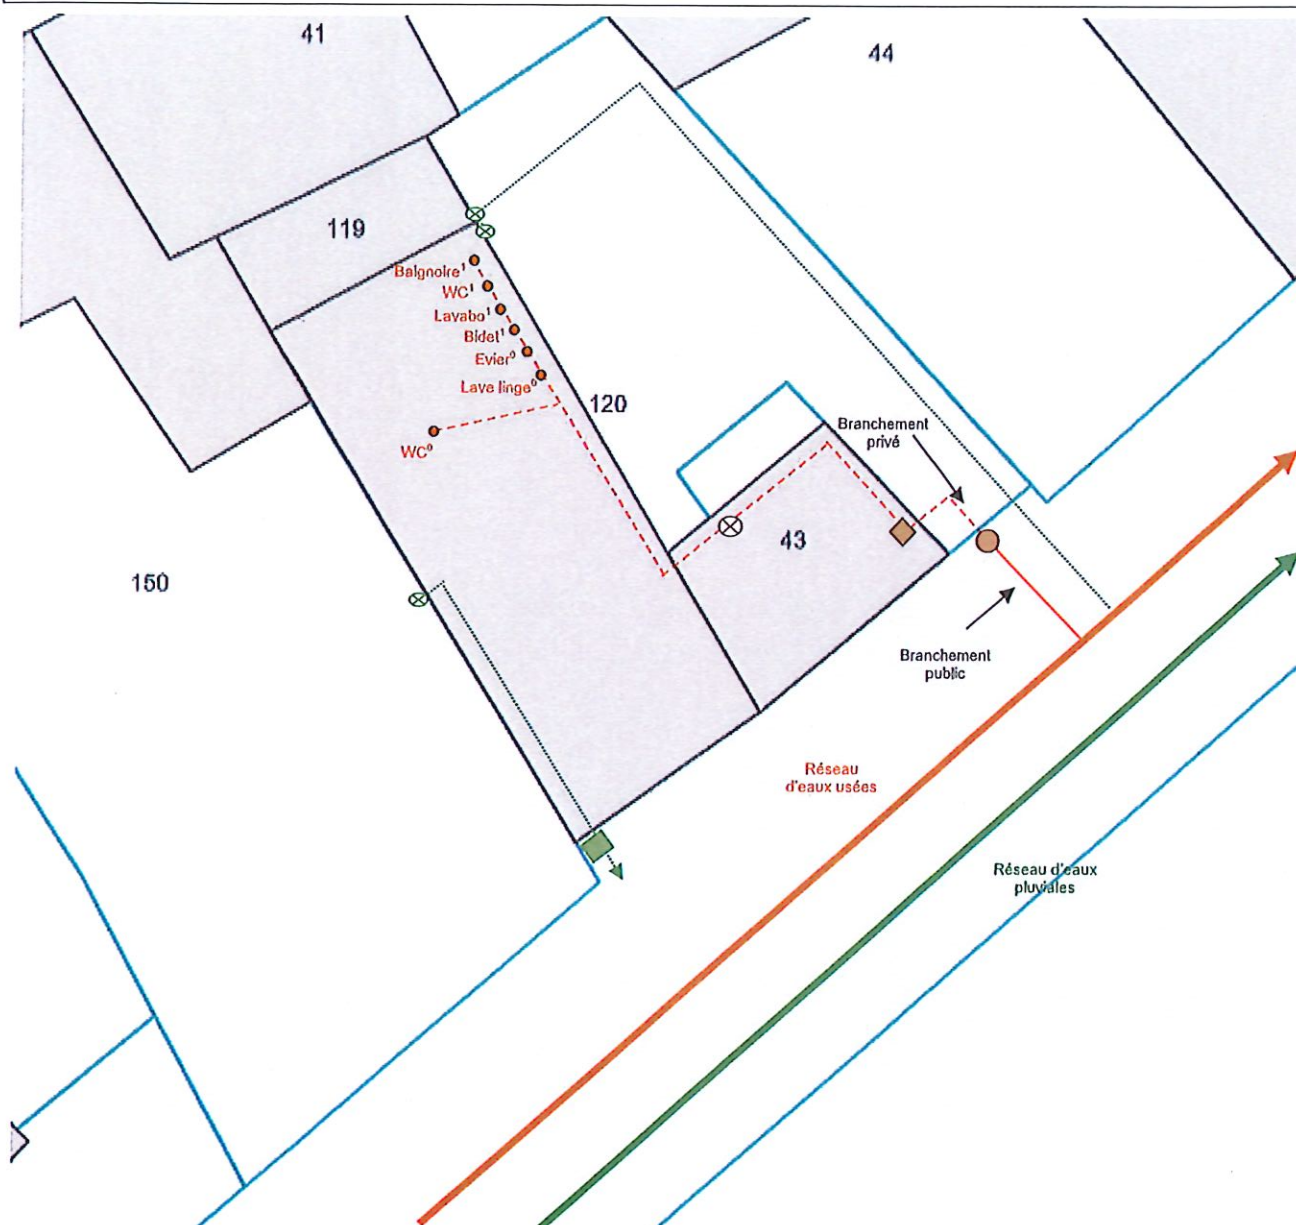 41
44
119
Baignoire¹
WC¹
Lavabo¹
Bidet¹
Evier⁰
Lave linge⁰
120
WC⁰
Branchement
privé
43
150
Branchement
public
Réseau
d'eaux usées
Réseau d'eaux
pluviales